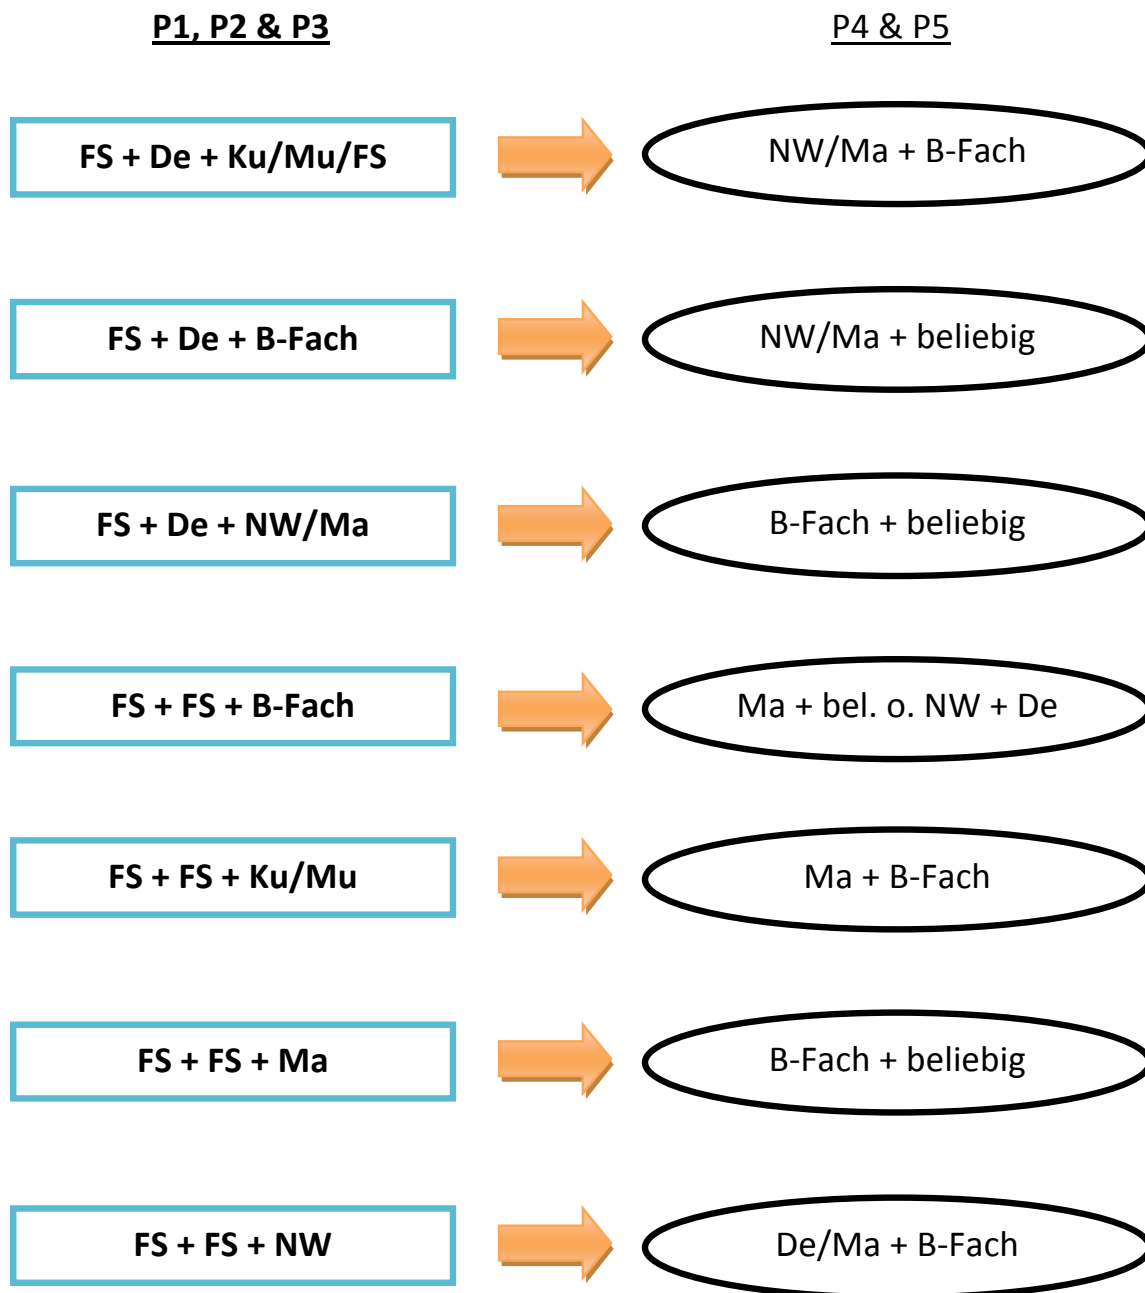 P1, P2 & P3 P4 & P5
FS + De + Ku/Mu/FS NW/Ma + B-Fach
FS + De + B-Fach NW/Ma + beliebig
FS + De + NW/Ma B-Fach + beliebig
FS + FS + B-Fach Ma + bel. o. NW + De
FS + FS + Ku/Mu Ma + B-Fach
FS + FS + Ma B-Fach + beliebig
FS + FS + NW De/Ma + B-Fach